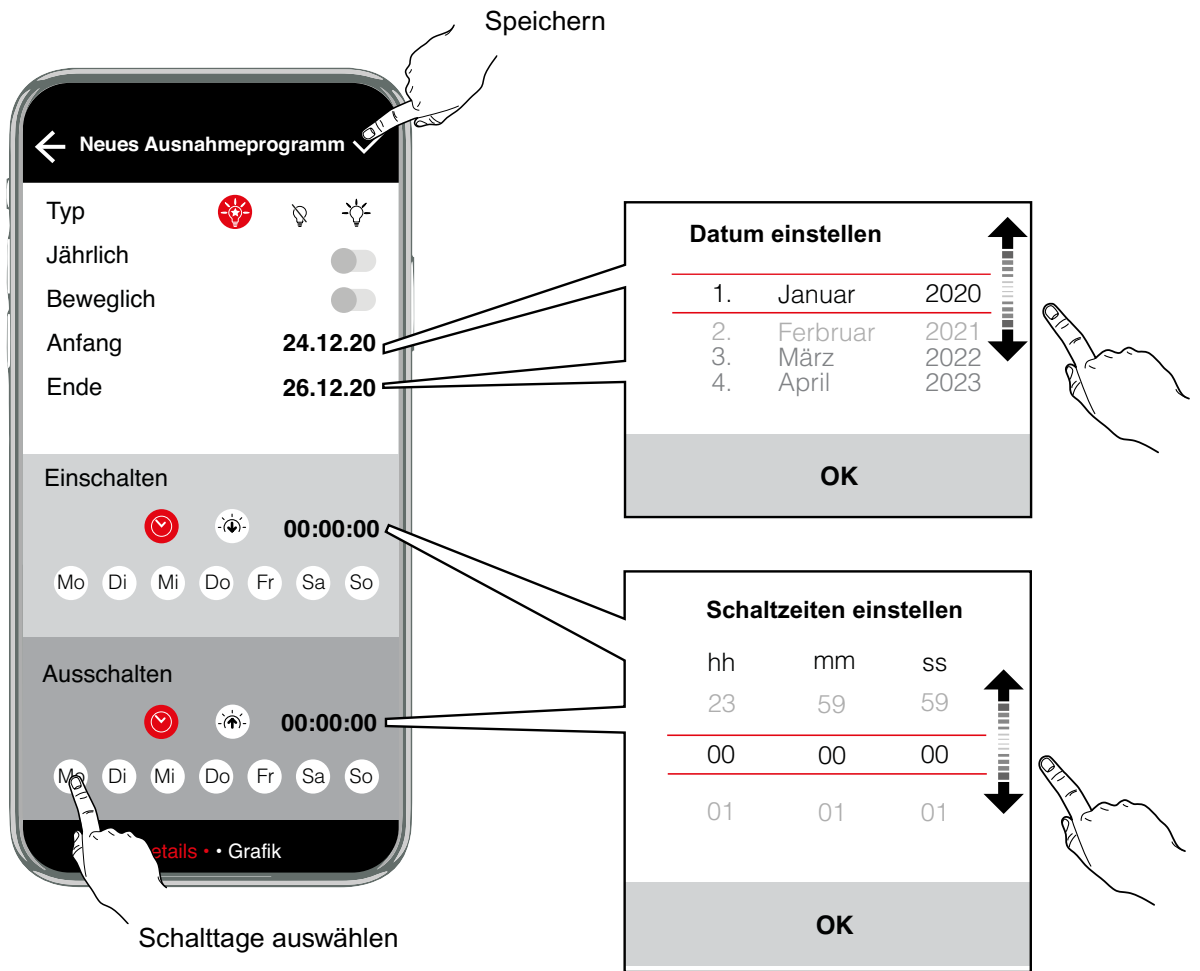 Speichern
Neues Ausnahmeprogramm
Typ
Jährlich
Beweglich
Anfang 24.12.20
Ende 26.12.20
Einschalten
00:00:00
Mo Di Mi Do Fr Sa So
Ausschalten
00:00:00
Mo Di Mi Do Fr Sa So
etails • • Grafik
Schalttage auswählen
Datum einstellen
1. Januar 2020
2. Ferbruar 2021
3. März 2022
4. April 2023
OK
Schaltzeiten einstellen
hh mm ss
23 59 59
00 00 00
01 01 01
OK